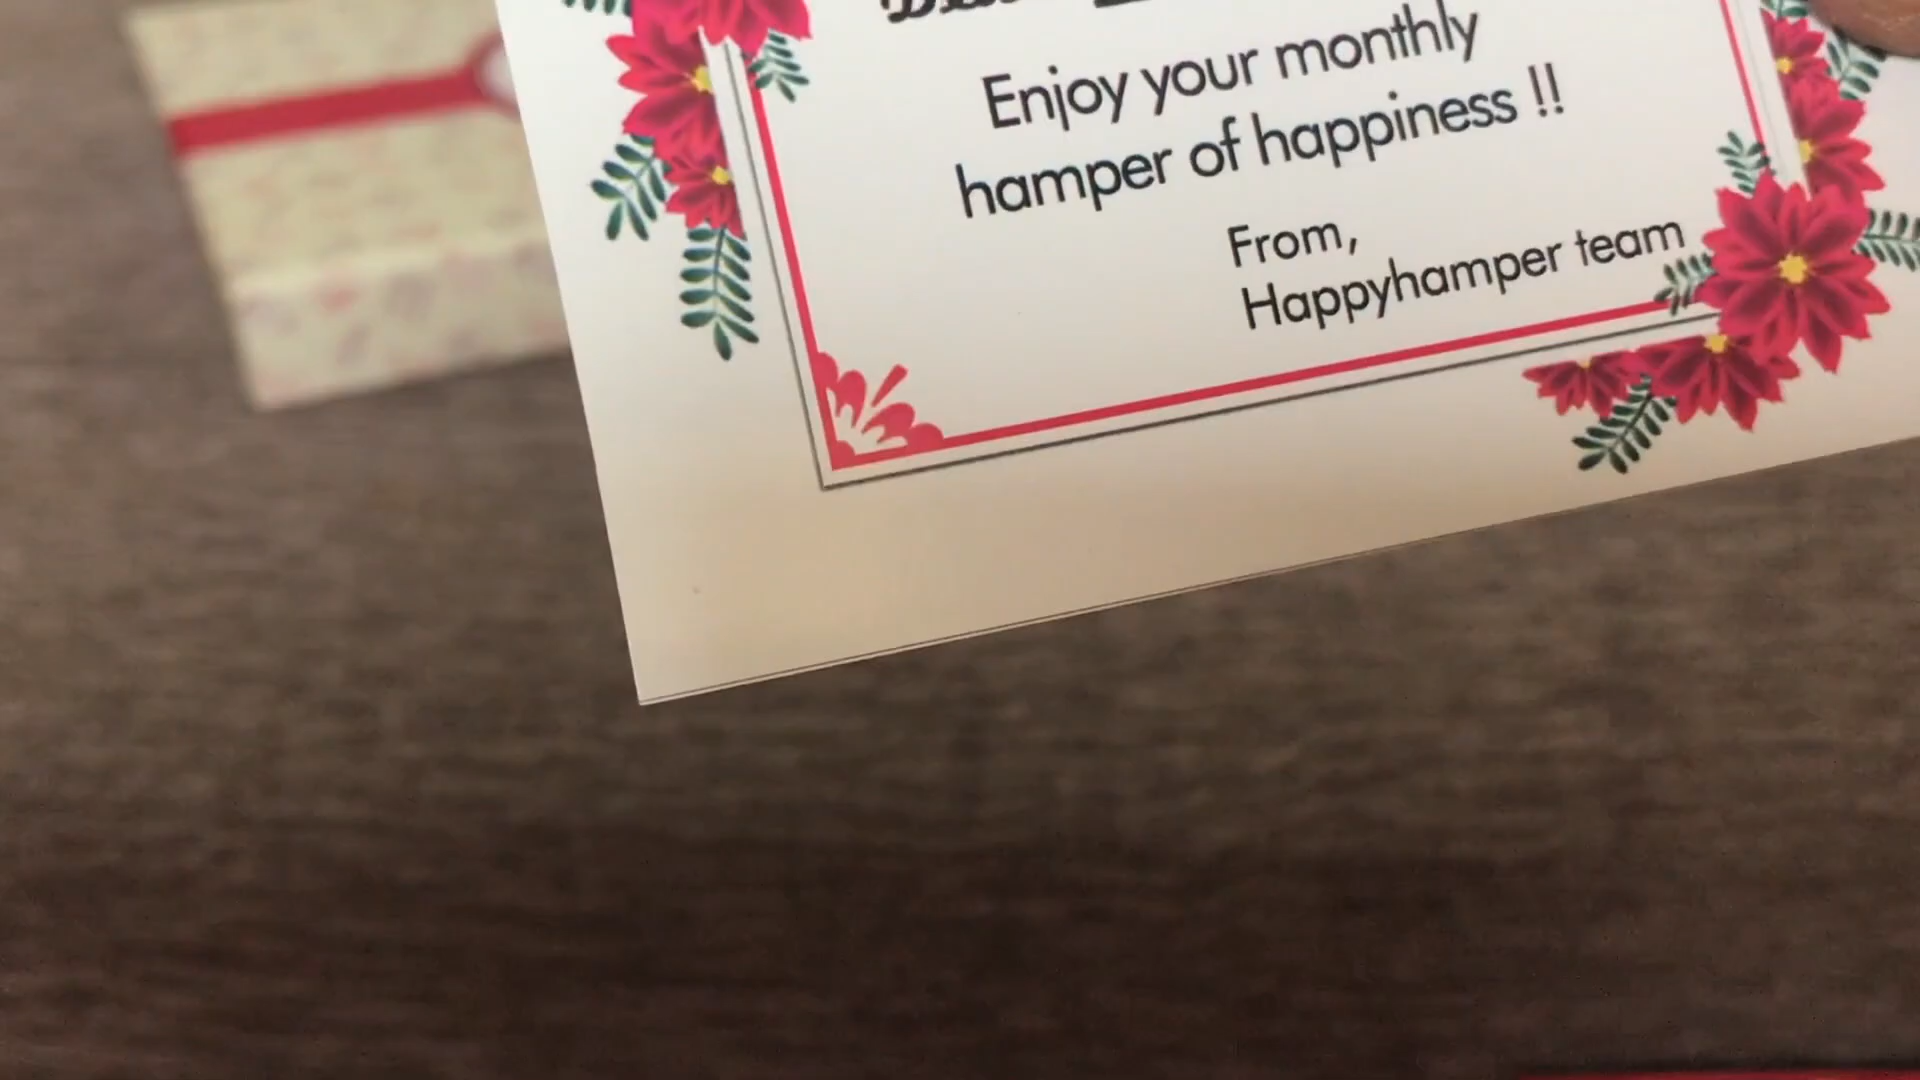 Enjoy your monthly
hamper of happiness !!
From,
Happyhamper team